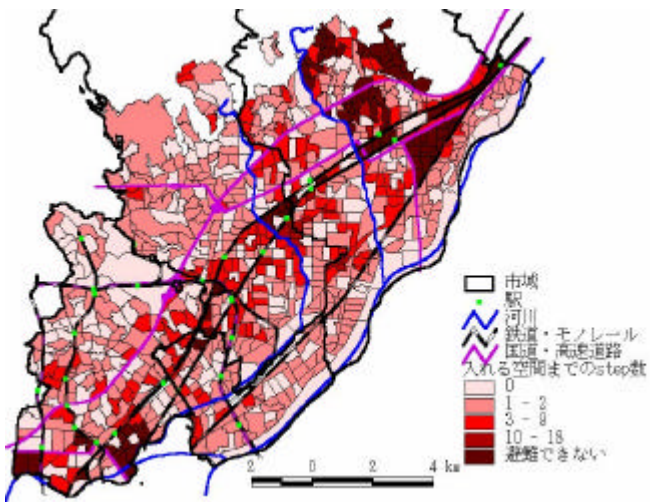 市域
駅
河川
鉄道・モノレール
国道・高速道路
入れる空間までのstep数
0
1 - 2
3 - 9
10 - 18
避難できない
2 0 2 4 km